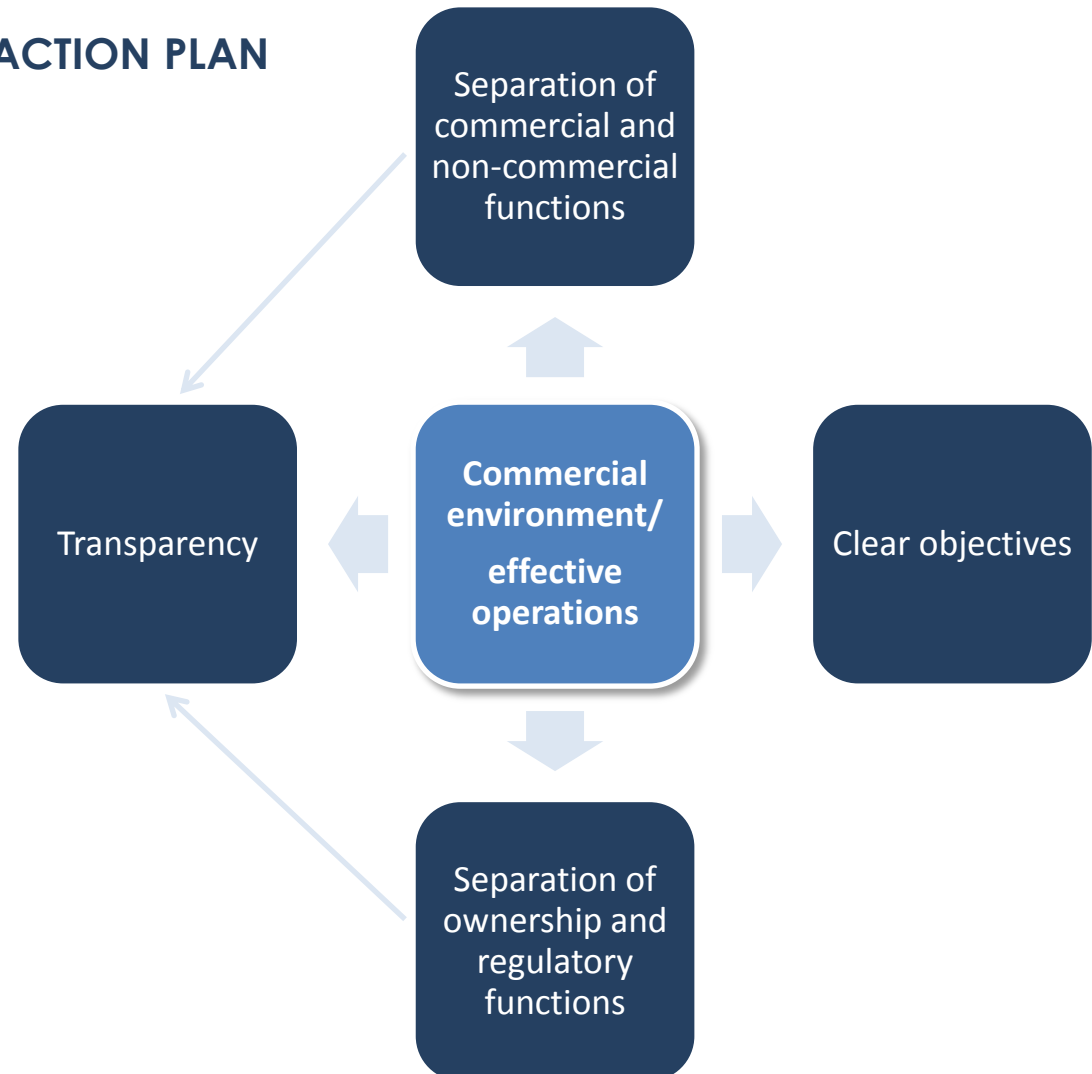 ACTION PLAN
Separation of
commercial and
non-commercial
functions
Transparency
Commercial
environment/
effective
operations
Clear objectives
Separation of
ownership and
regulatory
functions